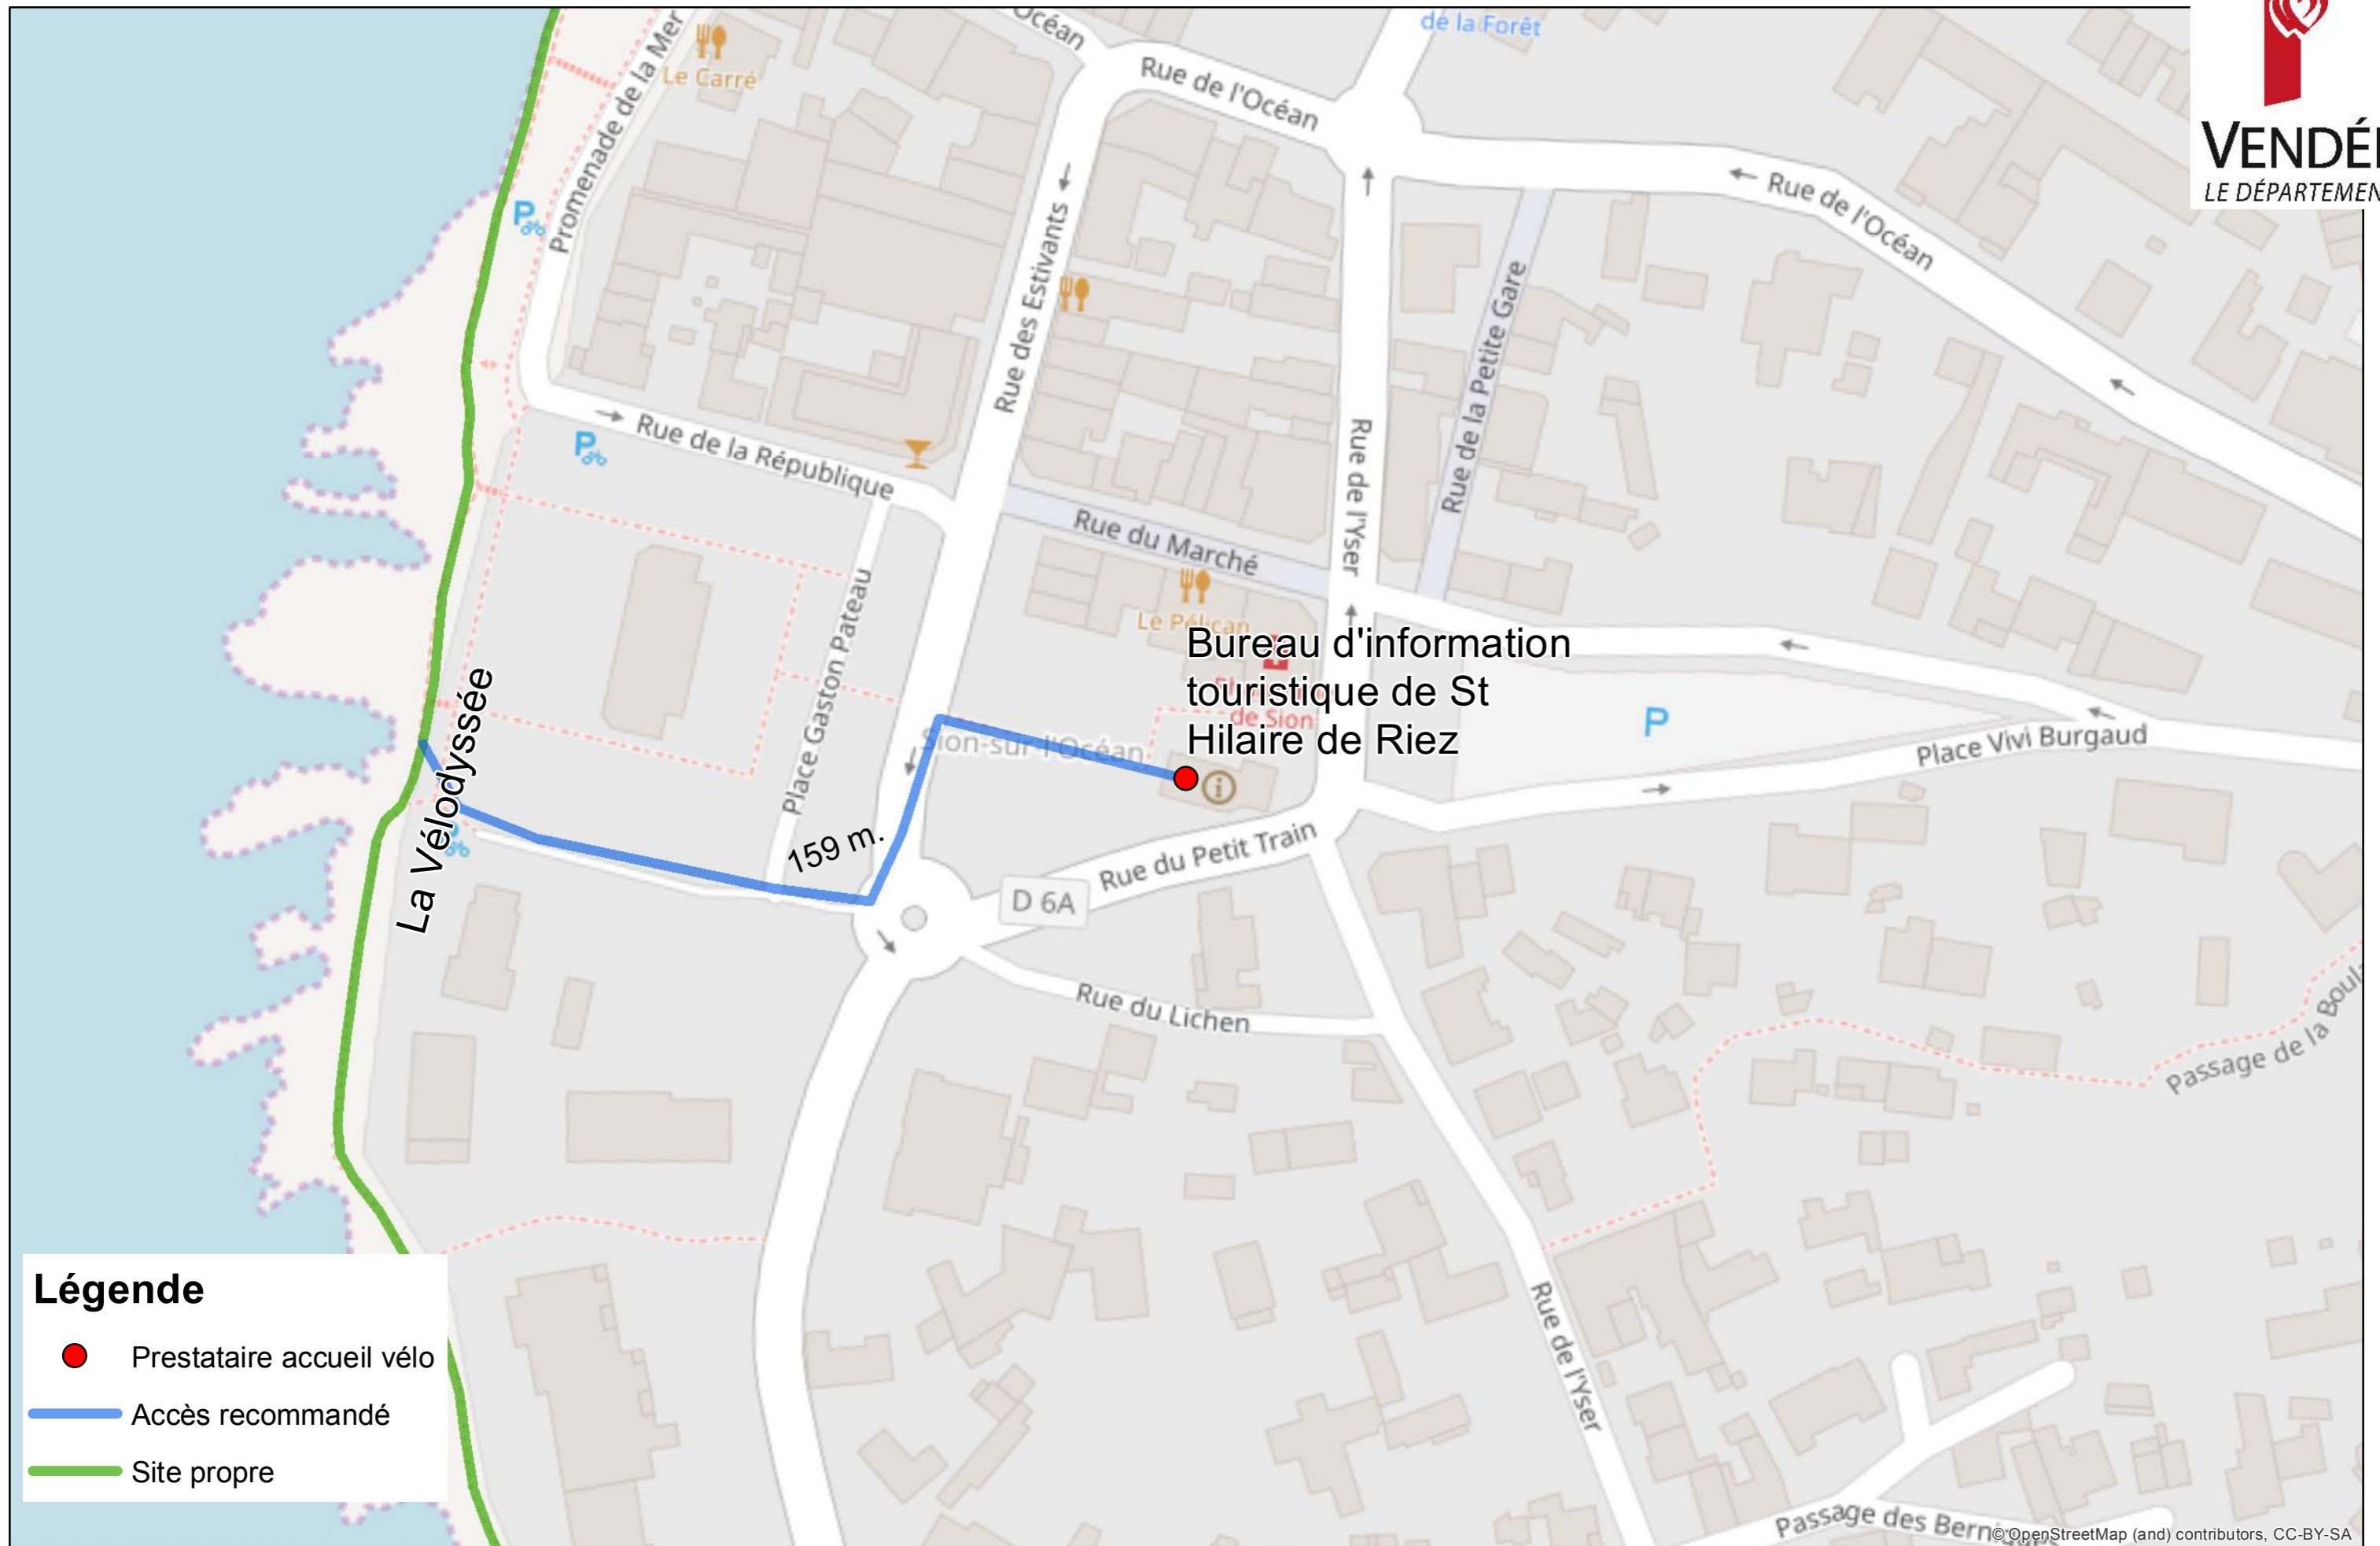 Océan
de la Forêt
Promenade de la Mer
Le Carré
Rue de l'Océan
VENDÉE
LE DÉPARTEMENT
Rue de l'Océan
Rue des Estivants
Rue de la Petite Gare
Rue de la République
Rue de l'Yser
Rue du Marché
Le Pélican
Place Gaston Pateau
Bureau d'information
touristique de St
Hilaire de Riez
de Sion
Sion-sur-l'Océan
P
Place Vivi Burgaud
La Vélodyssée
159 m.
Rue du Petit Train
D 6A
Rue du Lichen
Passage de la Boul
Rue de l'Yser
Légende
Prestataire accueil vélo
Accès recommandé
Site propre
Passage des Bern
©OpenStreetMap (and) contributors, CC-BY-SA